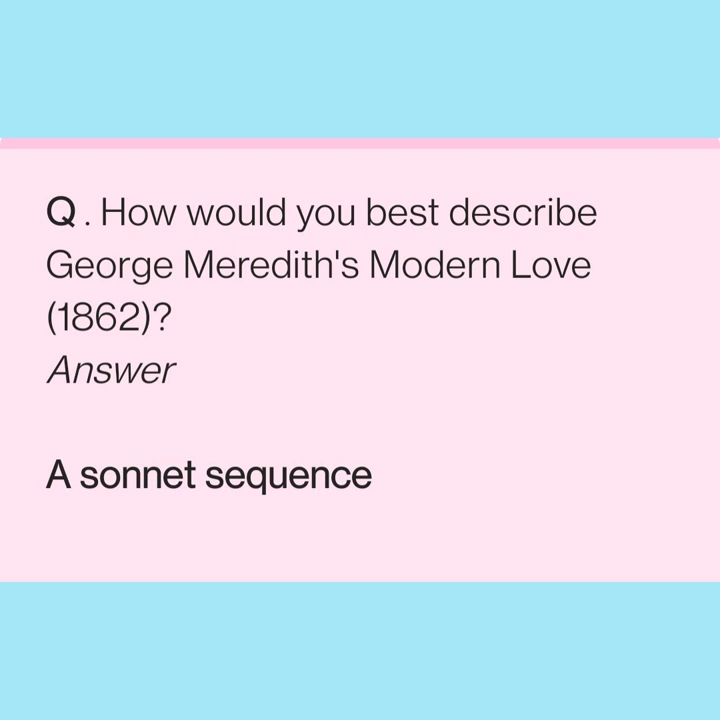 Q. How would you best describe
George Meredith's Modern Love
(1862)?
Answer
A sonnet sequence